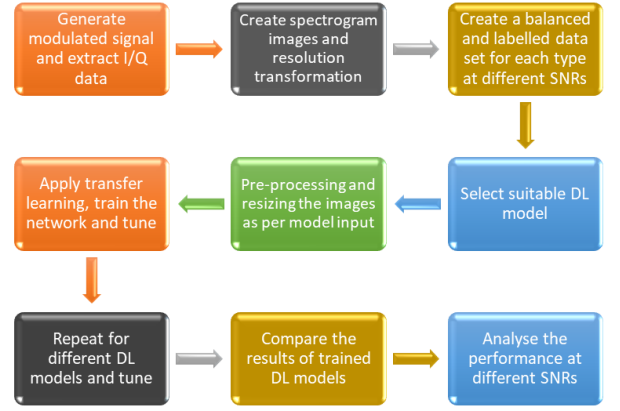 Generate
modulated signal
and extract I/Q
data
Create spectrogram
images and
resolution
transformation
Create a balanced
and labelled data
set for each type
at different SNRs
Select suitable DL
model
Pre-processing and
resizing the images
as per model input
Apply transfer
learning, train the
network and tune
Repeat for
different DL
models and tune
Compare the
results of trained
DL models
Analyse the
performance at
different SNRs